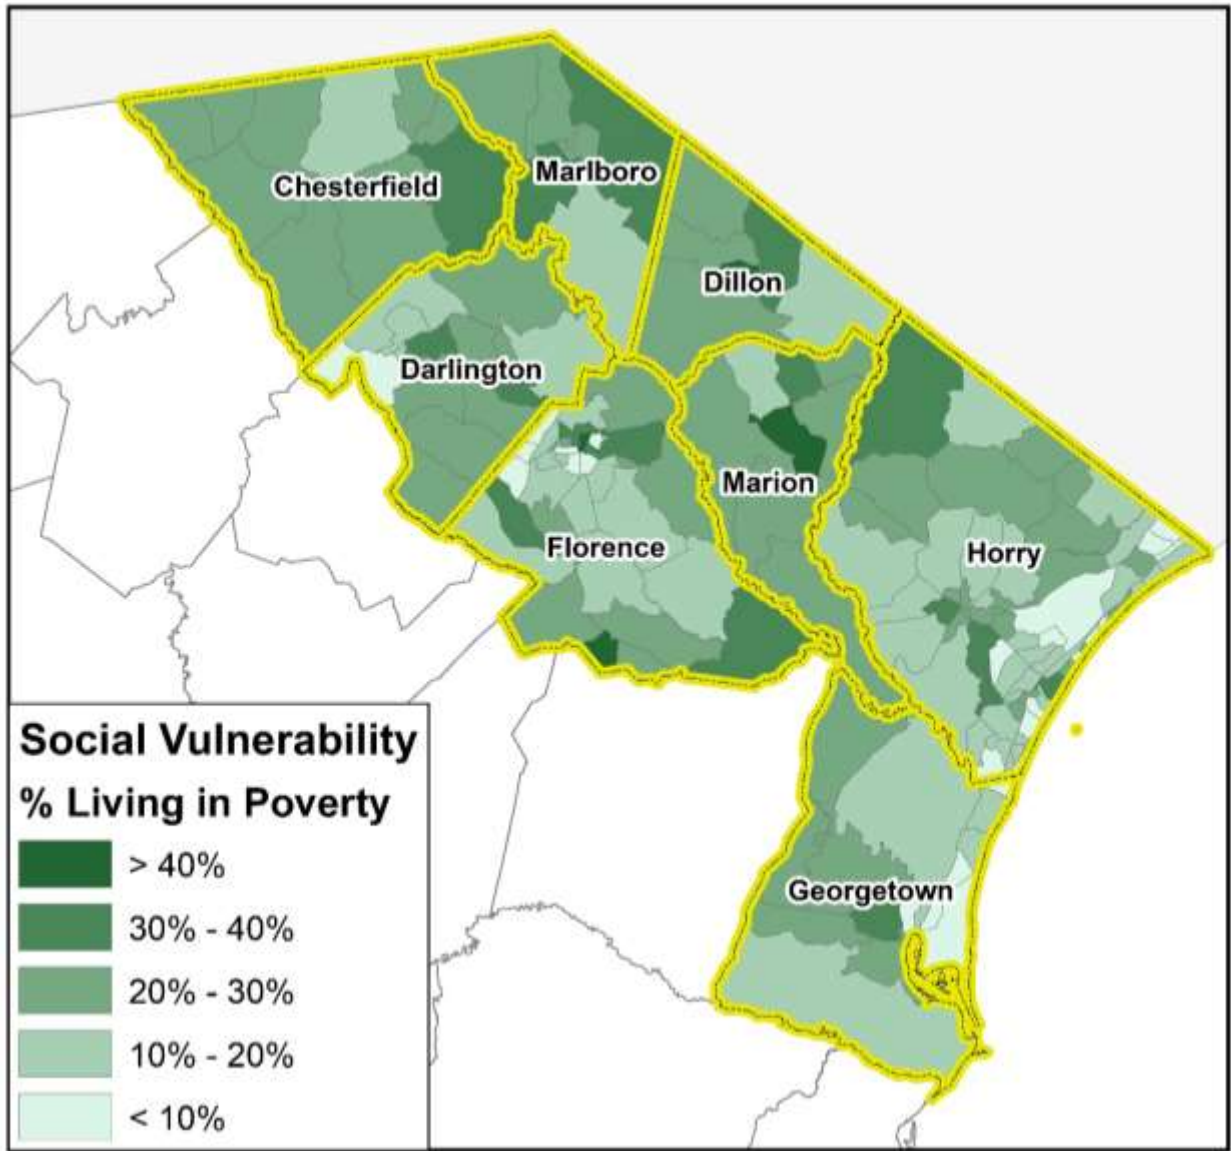 Chesterfield
Marlboro
Dillon
Darlington
Marion
Florence
Horry
Georgetown
Social Vulnerability
% Living in Poverty
> 40%
30% - 40%
20% - 30%
10% - 20%
< 10%